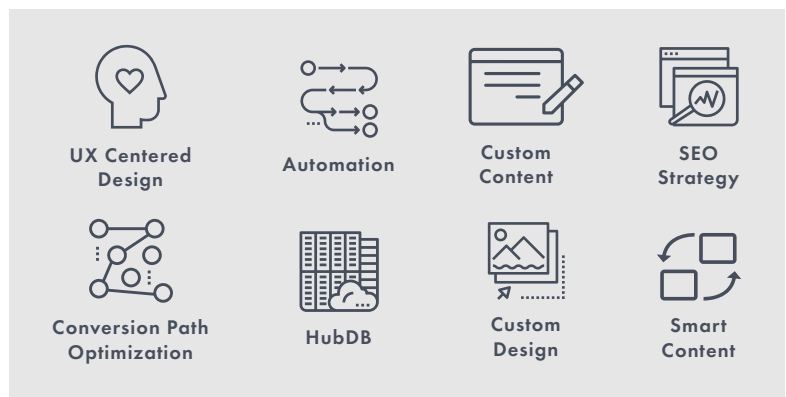 UX Centered
Design
Automation
Custom
Content
SEO
Strategy
Conversion Path
Optimization
HubDB
Custom
Design
Smart
Content